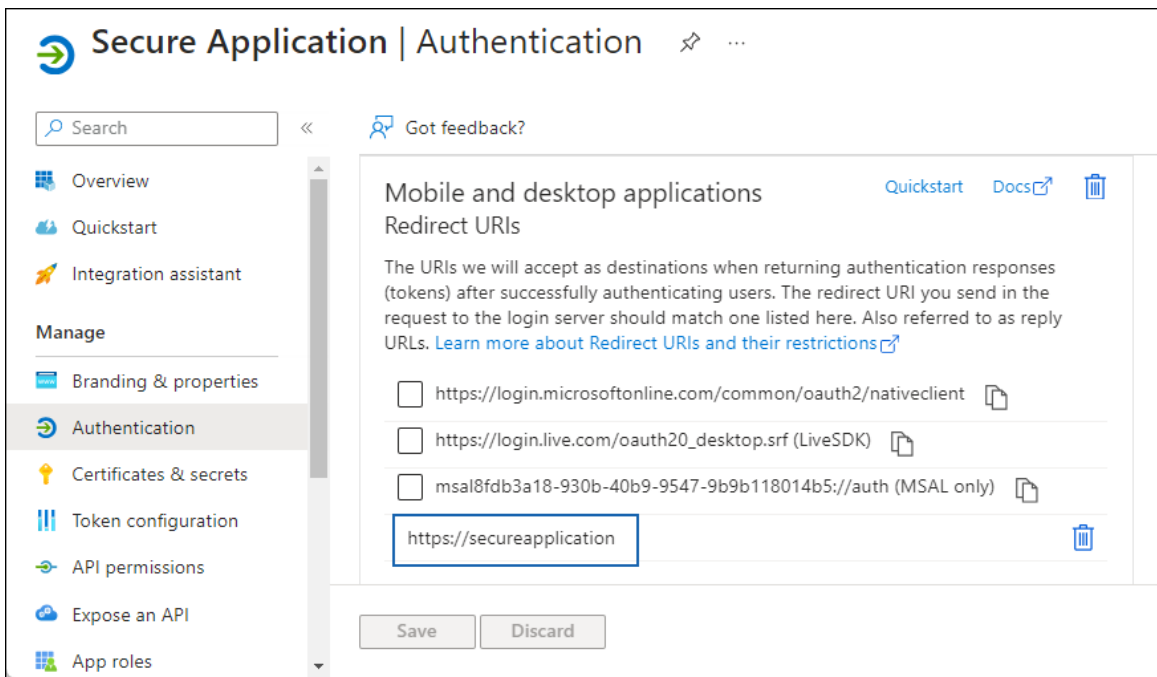 Secure Application | Authentication
Search
Got feedback?
Overview
Quickstart
Integration assistant
Manage
Branding & properties
Authentication
Certificates & secrets
Token configuration
API permissions
Expose an API
App roles
Mobile and desktop applications
Quickstart
Docs
Redirect URIs
The URIs we will accept as destinations when returning authentication responses
(tokens) after successfully authenticating users. The redirect URI you send in the
request to the login server should match one listed here. Also referred to as reply
URLs. Learn more about Redirect URIs and their restrictions
https://login.microsoftonline.com/common/oauth2/nativeclient
https://login.live.com/oauth20_desktop.srf (LiveSDK)
msal8fdb3a18-930b-40b9-9547-9b9b118014b5://auth (MSAL only)
https://secureapplication
Save
Discard